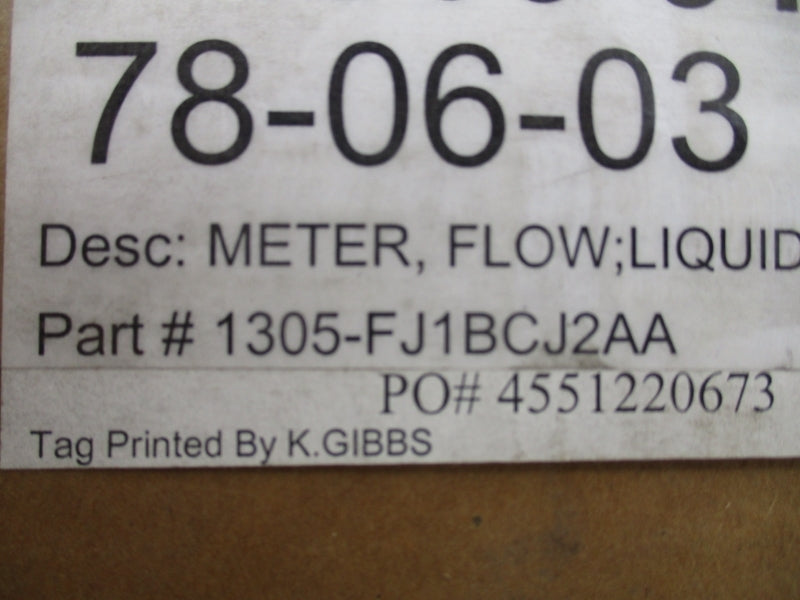 78-06-03
Desc: METER, FLOW;LIQUID
Part # 1305-FJ1BCJ2AA
PO# 4551220673
Tag Printed By K.GIBBS